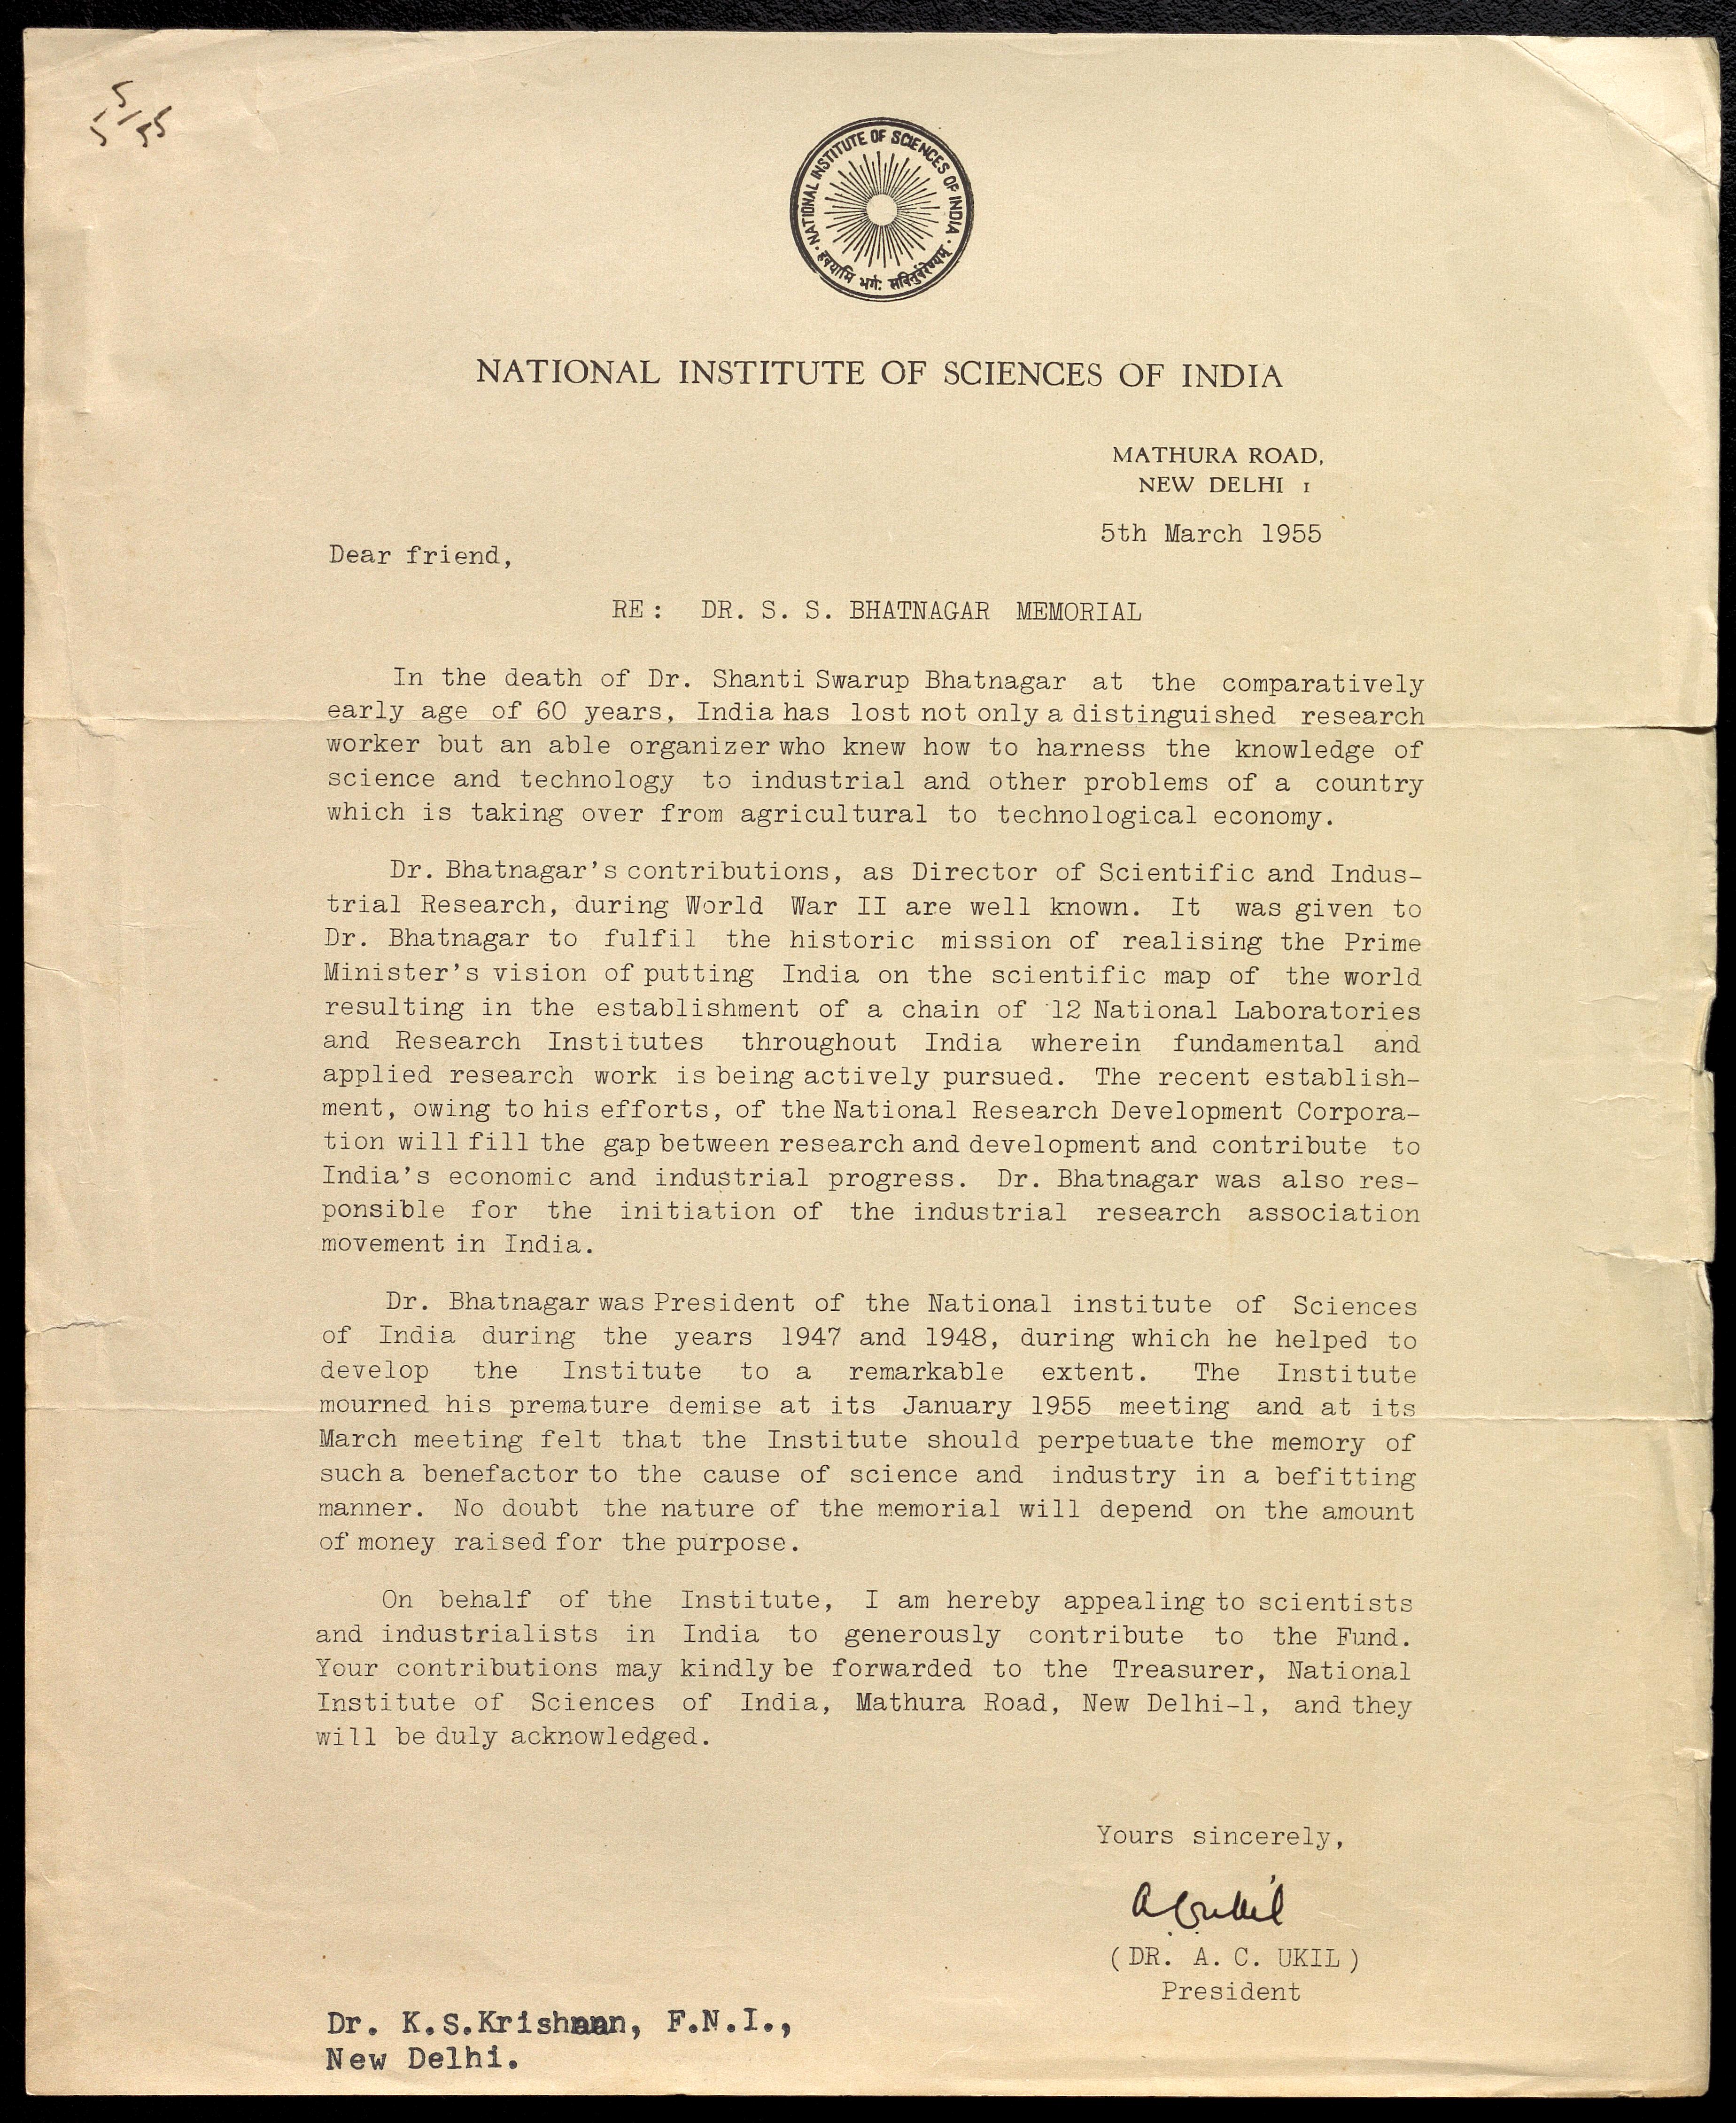 5/5/55
NATIONAL INSTITUTE OF SCIENCES OF INDIA
हवयामि भर्गः सवितुर्वरेण्यम्
NATIONAL INSTITUTE OF SCIENCES OF INDIA
MATHURA ROAD,
NEW DELHI 1
5th March 1955
Dear friend,
RE: DR. S. S. BHATNAGAR MEMORIAL
In the death of Dr. Shanti Swarup Bhatnagar at the comparatively
early age of 60 years, India has lost not only a distinguished research
worker but an able organizer who knew how to harness the knowledge of
science and technology to industrial and other problems of a country
which is taking over from agricultural to technological economy.
Dr. Bhatnagar's contributions, as Director of Scientific and Indus-
trial Research, during World War II are well known. It was given to
Dr. Bhatnagar to fulfil the historic mission of realising the Prime
Minister's vision of putting India on the scientific map of the world
resulting in the establishment of a chain of 12 National Laboratories
and Research Institutes throughout India wherein fundamental and
applied research work is being actively pursued. The recent establish-
ment, owing to his efforts, of the National Research Development Corpora-
tion will fill the gap between research and development and contribute to
India's economic and industrial progress. Dr. Bhatnagar was also res-
ponsible for the initiation of the industrial research association
movement in India.
Dr. Bhatnagar was President of the National institute of Sciences
of India during the years 1947 and 1948, during which he helped to
develop the Institute to a remarkable extent. The Institute
mourned his premature demise at its January 1955 meeting and at its
March meeting felt that the Institute should perpetuate the memory of
such a benefactor to the cause of science and industry in a befitting
manner. No doubt the nature of the memorial will depend on the amount
of money raised for the purpose.
On behalf of the Institute, I am hereby appealing to scientists
and industrialists in India to generously contribute to the Fund.
Your contributions may kindly be forwarded to the Treasurer, National
Institute of Sciences of India, Mathura Road, New Delhi-1, and they
will be duly acknowledged.
Yours sincerely,
A C Ukil
(DR. A. C. UKIL)
President
Dr. K.S.Krishnan, F.N.I.,
New Delhi.